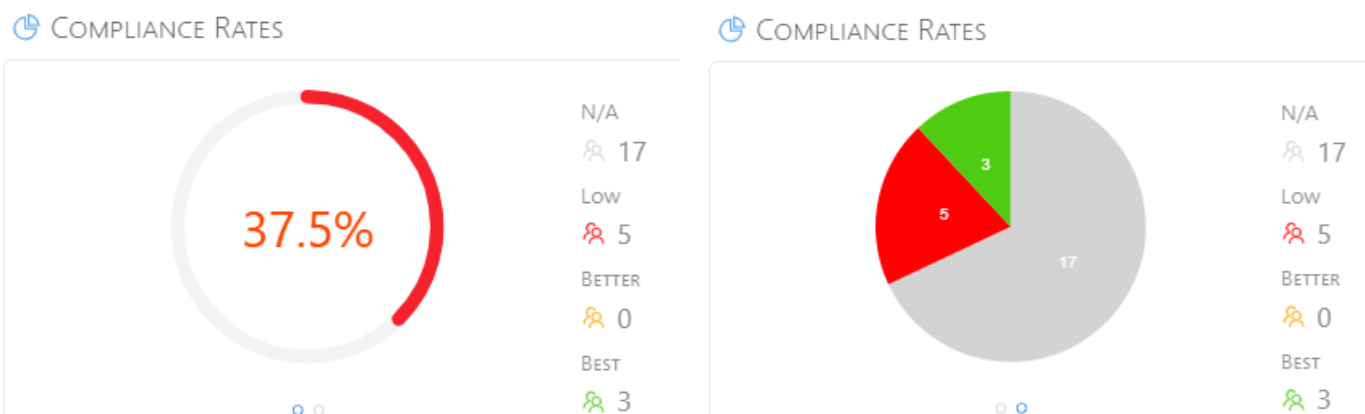 COMPLIANCE RATES
37.5%
N/A
17
LOW
5
BETTER
0
BEST
3
COMPLIANCE RATES
3
5
17
N/A
17
LOW
5
BETTER
0
BEST
3